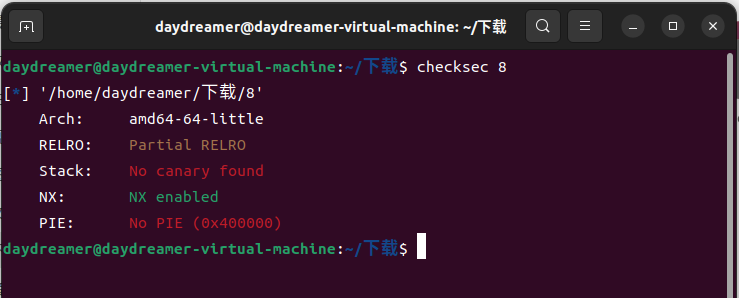 daydreamer@daydreamer-virtual-machine: ~/下载
daydreamer@daydreamer-virtual-machine:~/下载$ checksec 8
[*] '/home/daydreamer/下载/8'
    Arch:     amd64-64-little
    RELRO:    Partial RELRO
    Stack:    No canary found
    NX:       NX enabled
    PIE:      No PIE (0x400000)
daydreamer@daydreamer-virtual-machine:~/下载$